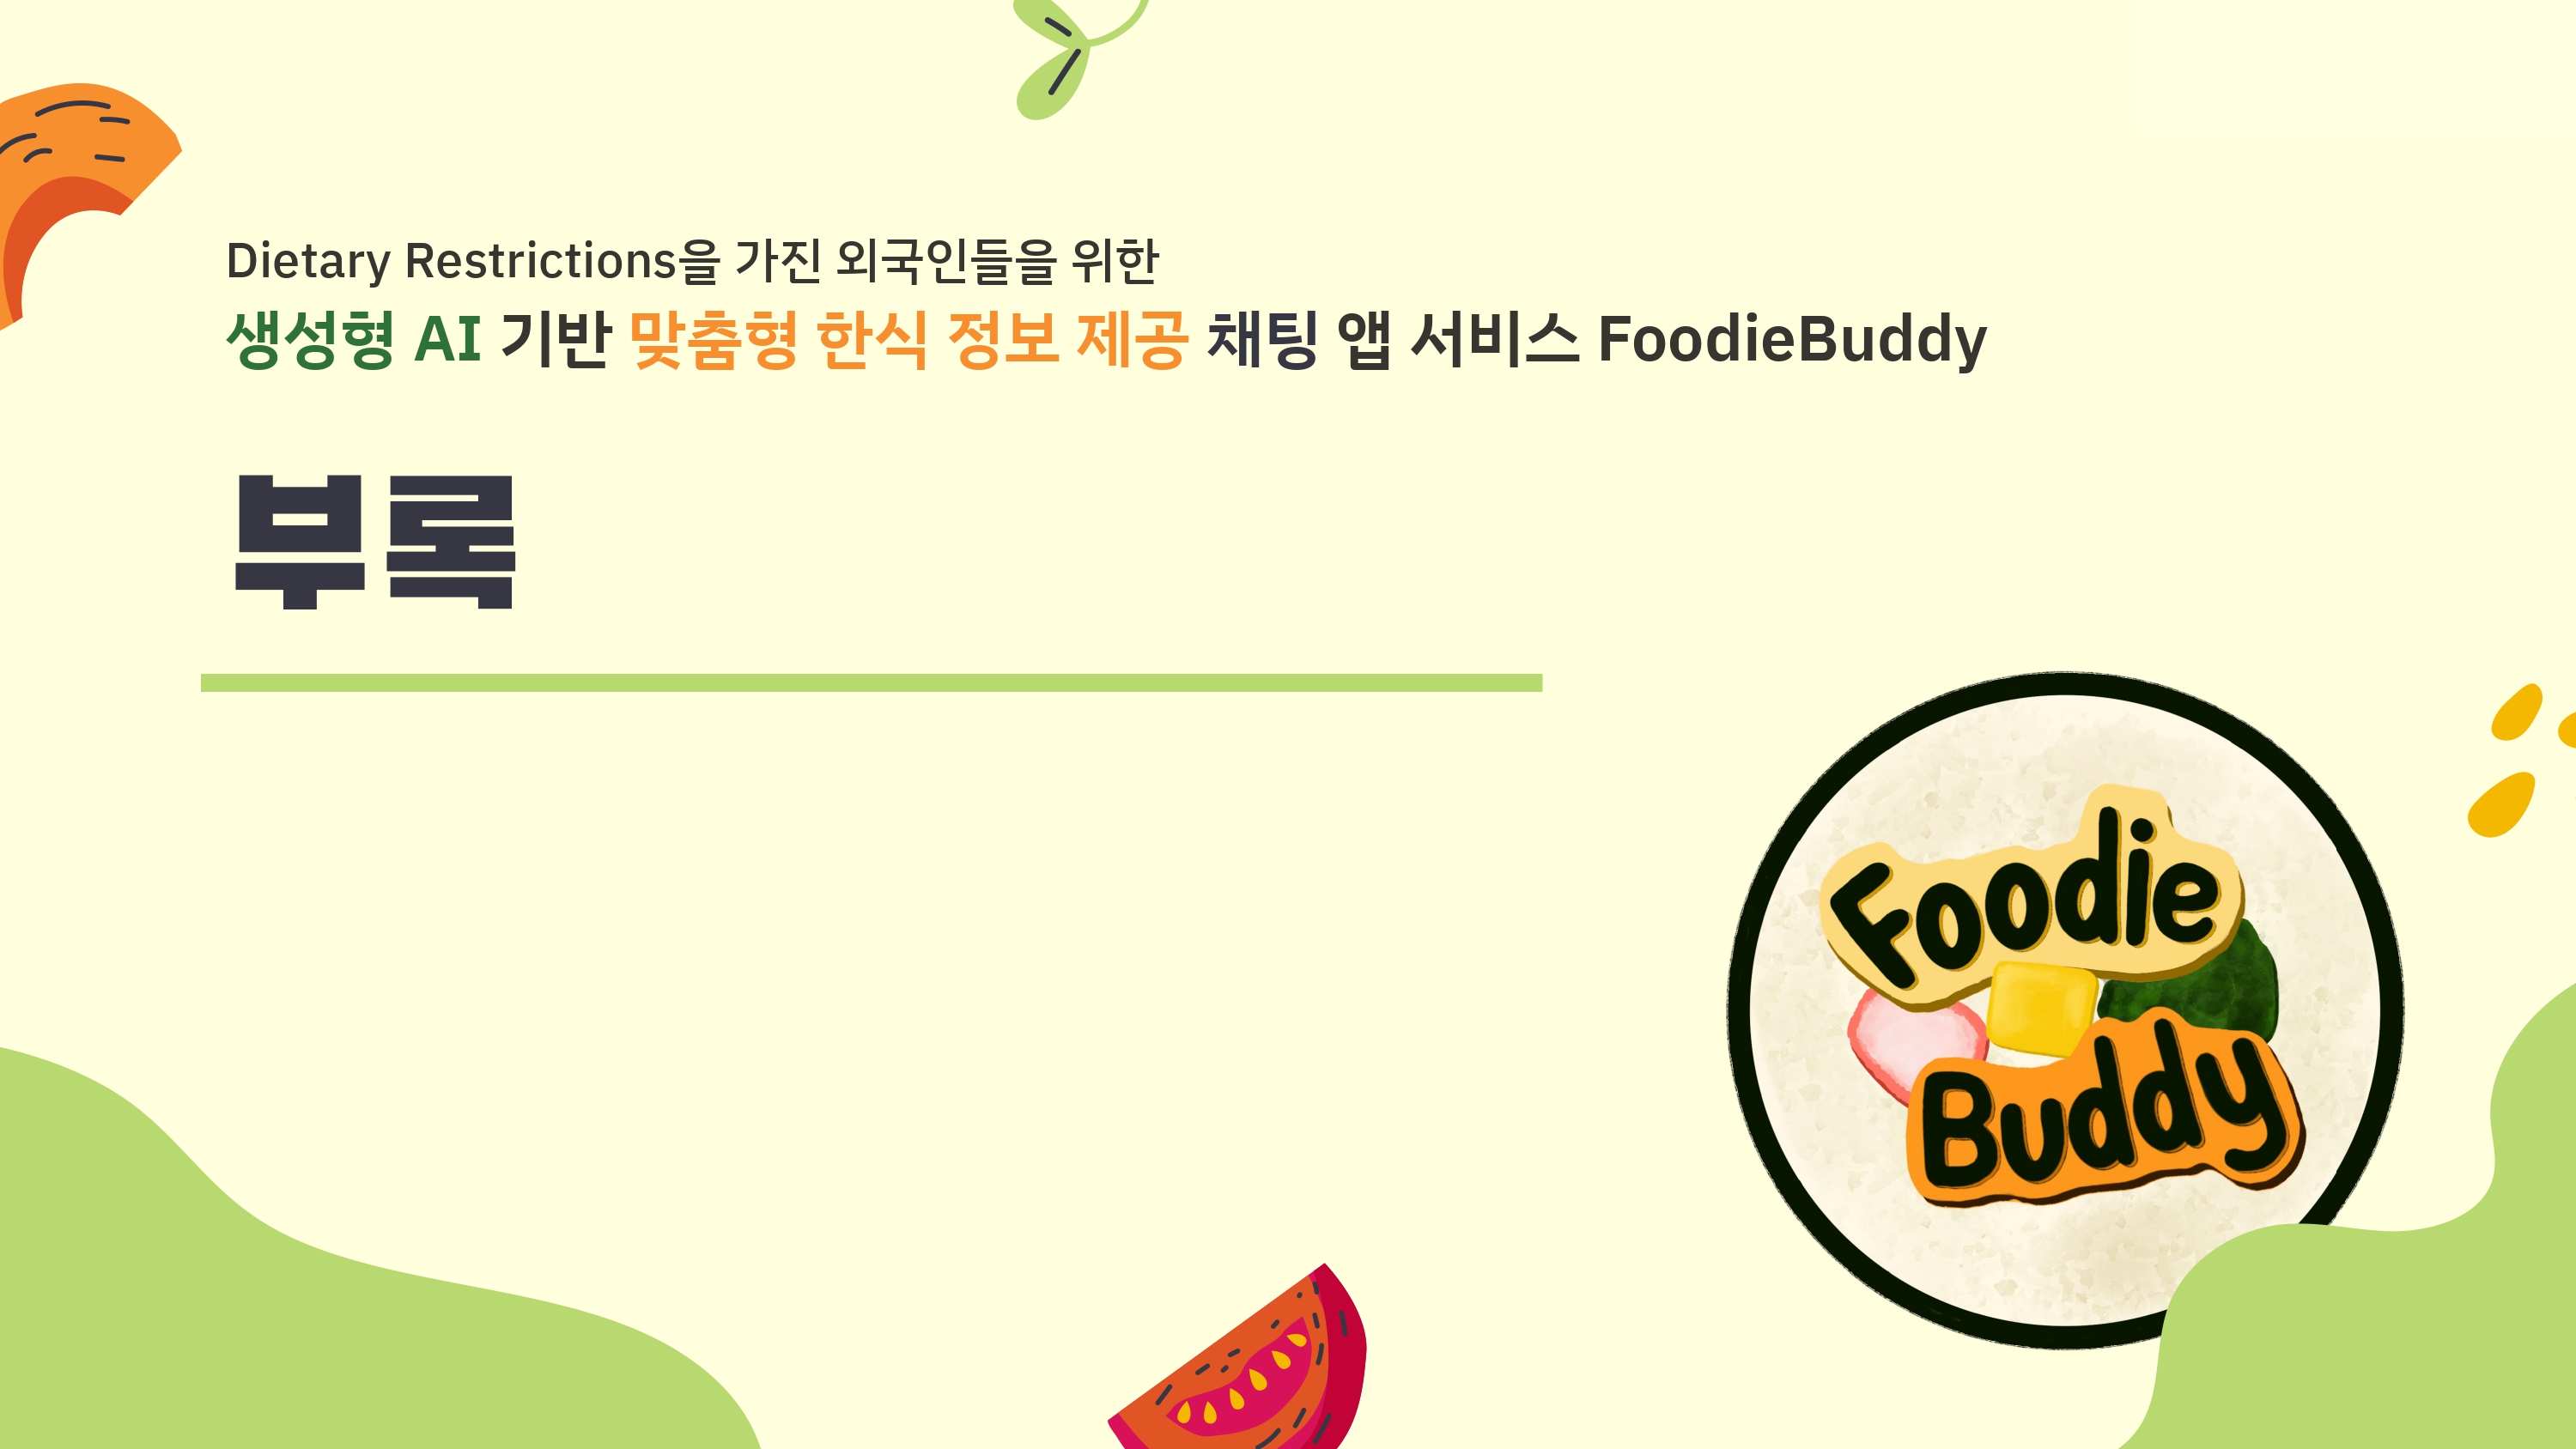 Dietary Restrictions을 가진 외국인들을 위한
생성형 AI 기반 맞춤형 한식 정보 제공 채팅 앱 서비스 FoodieBuddy
부록
Foodie
Buddy